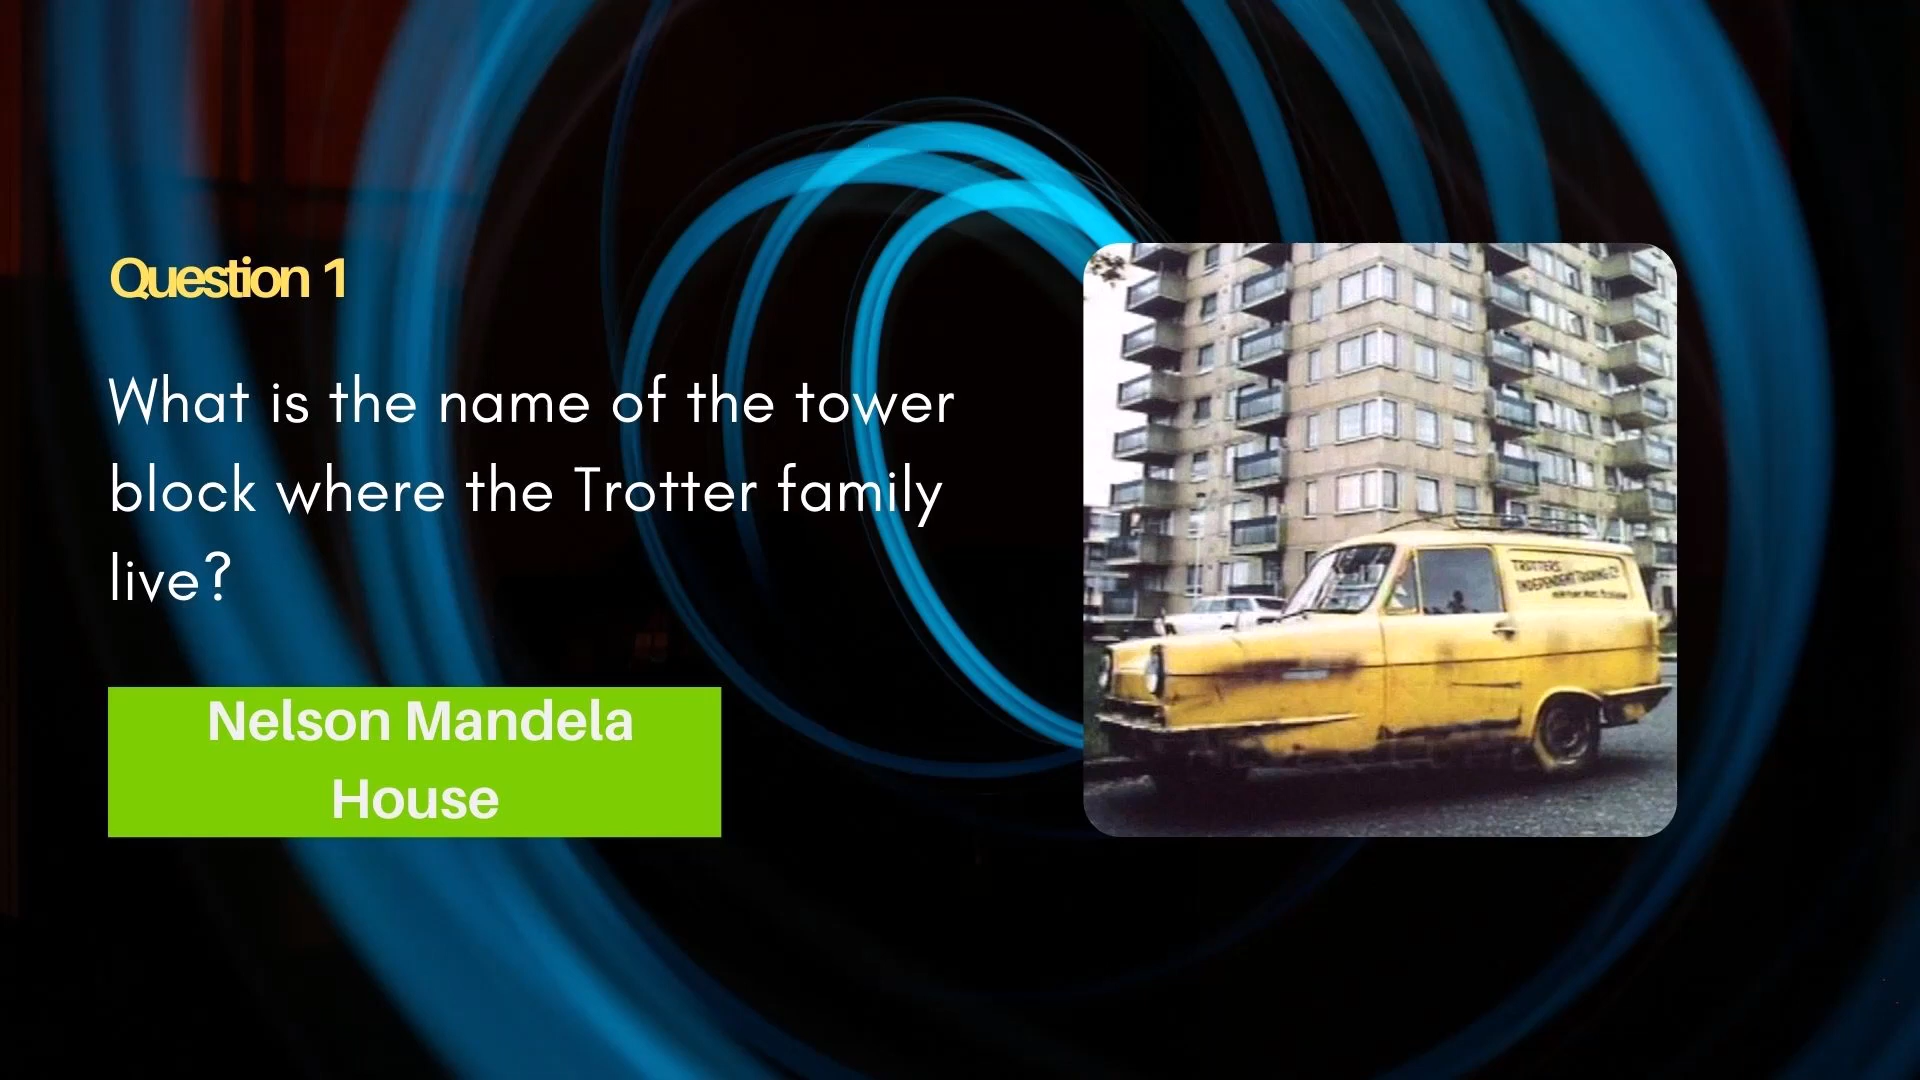 Question 1
What is the name of the tower
block where the Trotter family
live?
Nelson Mandela
House
TROTTERS
INDEPENDENT TRADING CO